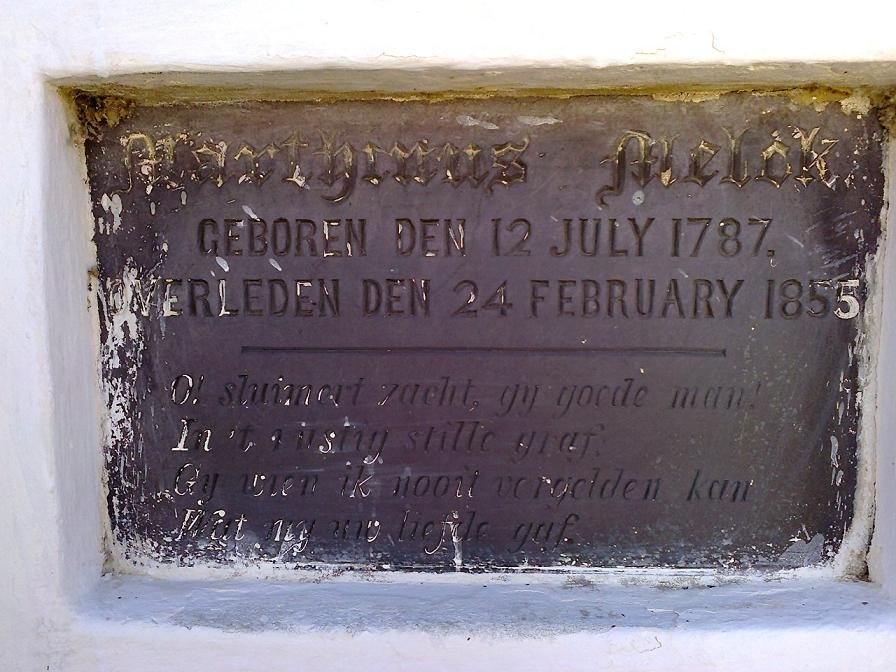 Marthinus Melck.
GEBOREN DEN 12 JULY 1787.
OVERLEDEN DEN 24 FEBRUARY 1855
O! sluimert zacht, gy goede man!
In 't rustig stille graf.
Gy wien ik nooit vergelden kan
Wat my uw liefde gaf.